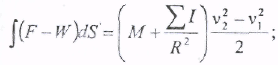 ∫(F − W)dS = (M + ∑I / R²) (v₂² − v₁²) / 2 ;